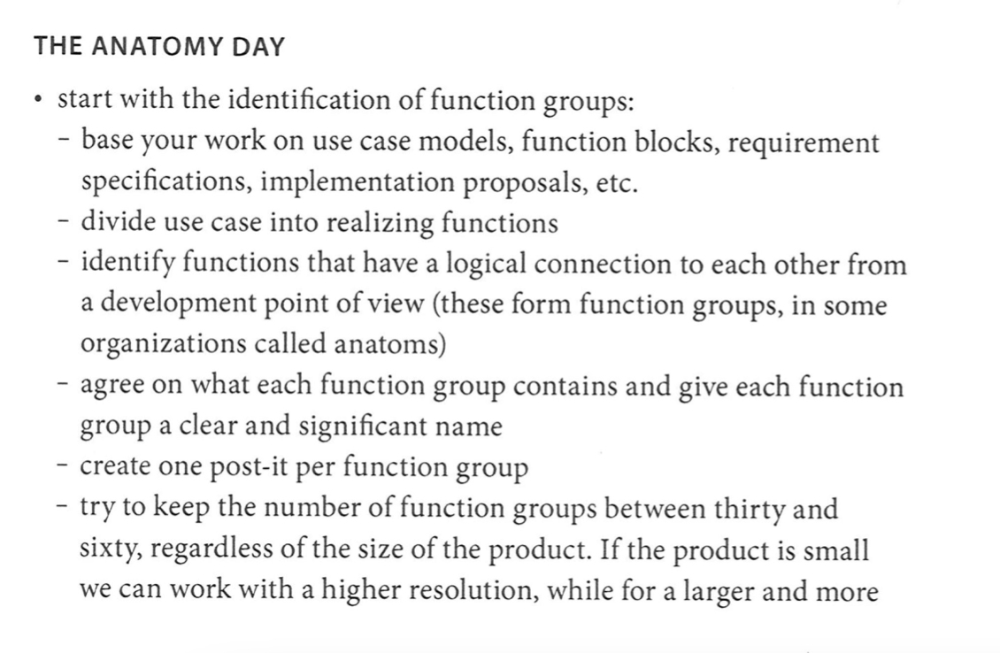 THE ANATOMY DAY
• start with the identification of function groups:
– base your work on use case models, function blocks, requirement
specifications, implementation proposals, etc.
– divide use case into realizing functions
– identify functions that have a logical connection to each other from
a development point of view (these form function groups, in some
organizations called anatoms)
– agree on what each function group contains and give each function
group a clear and significant name
– create one post-it per function group
– try to keep the number of function groups between thirty and
sixty, regardless of the size of the product. If the product is small
we can work with a higher resolution, while for a larger and more